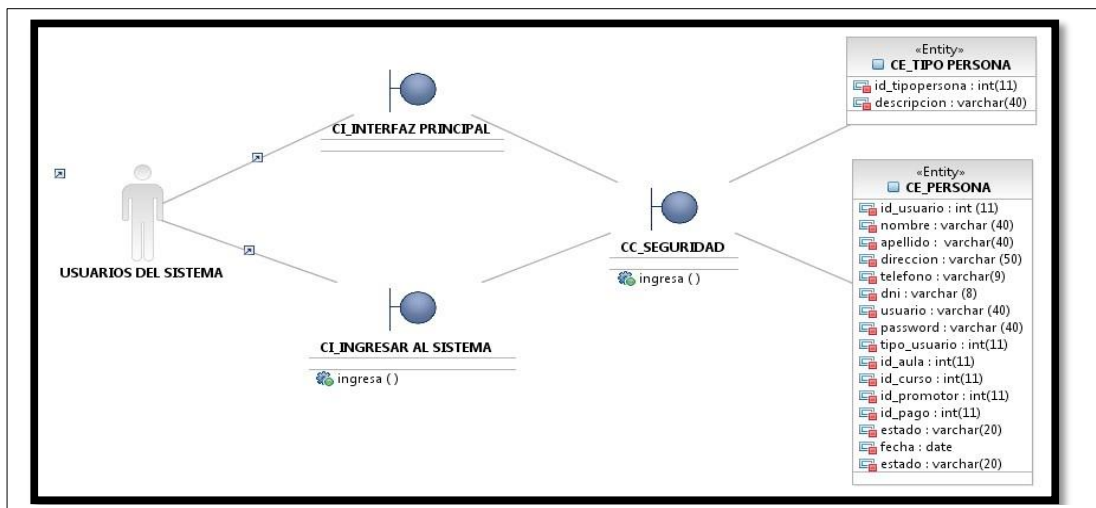 «Entity»
CE_TIPO PERSONA
id_tipopersona : int(11)
descripcion : varchar(40)
CI_INTERFAZ PRINCIPAL
«Entity»
CE_PERSONA
id_usuario : int (11)
nombre : varchar (40)
apellido : varchar(40)
direccion : varchar (50)
telefono : varchar(9)
dni : varchar (8)
usuario : varchar (40)
password : varchar (40)
tipo_usuario : int(11)
id_aula : int(11)
id_curso : int(11)
id_promotor : int(11)
id_pago : int(11)
estado : varchar(20)
fecha : date
estado : varchar(20)
CC_SEGURIDAD
ingresa ( )
USUARIOS DEL SISTEMA
CI_INGRESAR AL SISTEMA
ingresa ( )